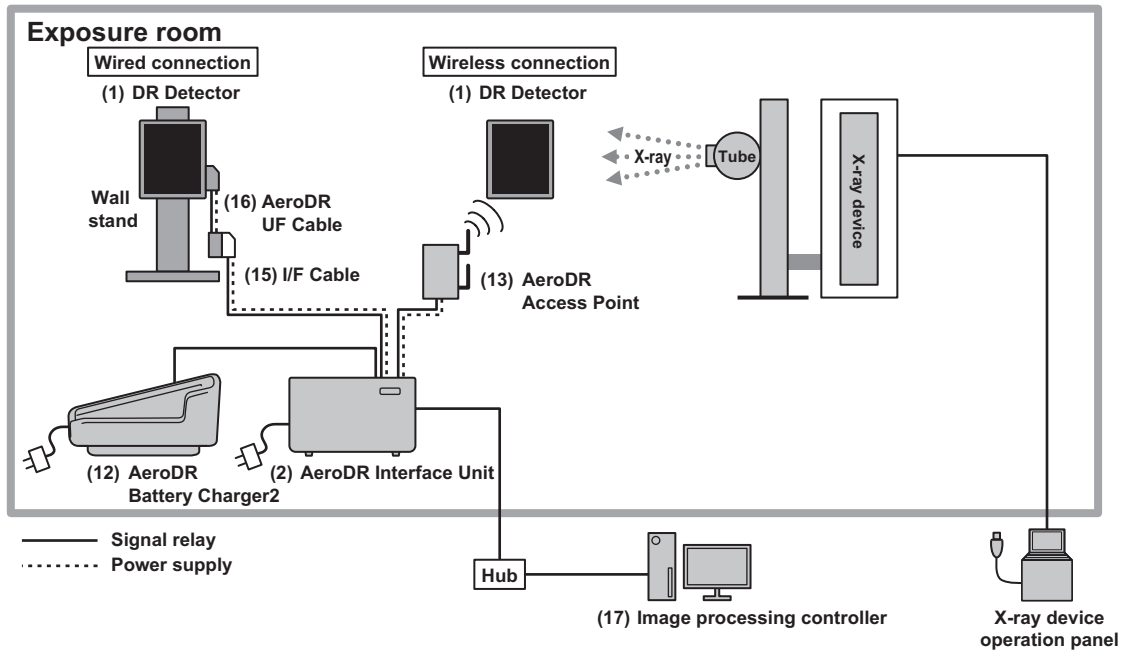 Exposure room
Wired connection
Wireless connection
(1) DR Detector
(1) DR Detector
X-ray
Tube
X-ray device
Wall
stand
(16) AeroDR
UF Cable
(15) I/F Cable
(13) AeroDR
Access Point
(12) AeroDR
Battery Charger2
(2) AeroDR Interface Unit
Signal relay
Power supply
Hub
(17) Image processing controller
X-ray device
operation panel